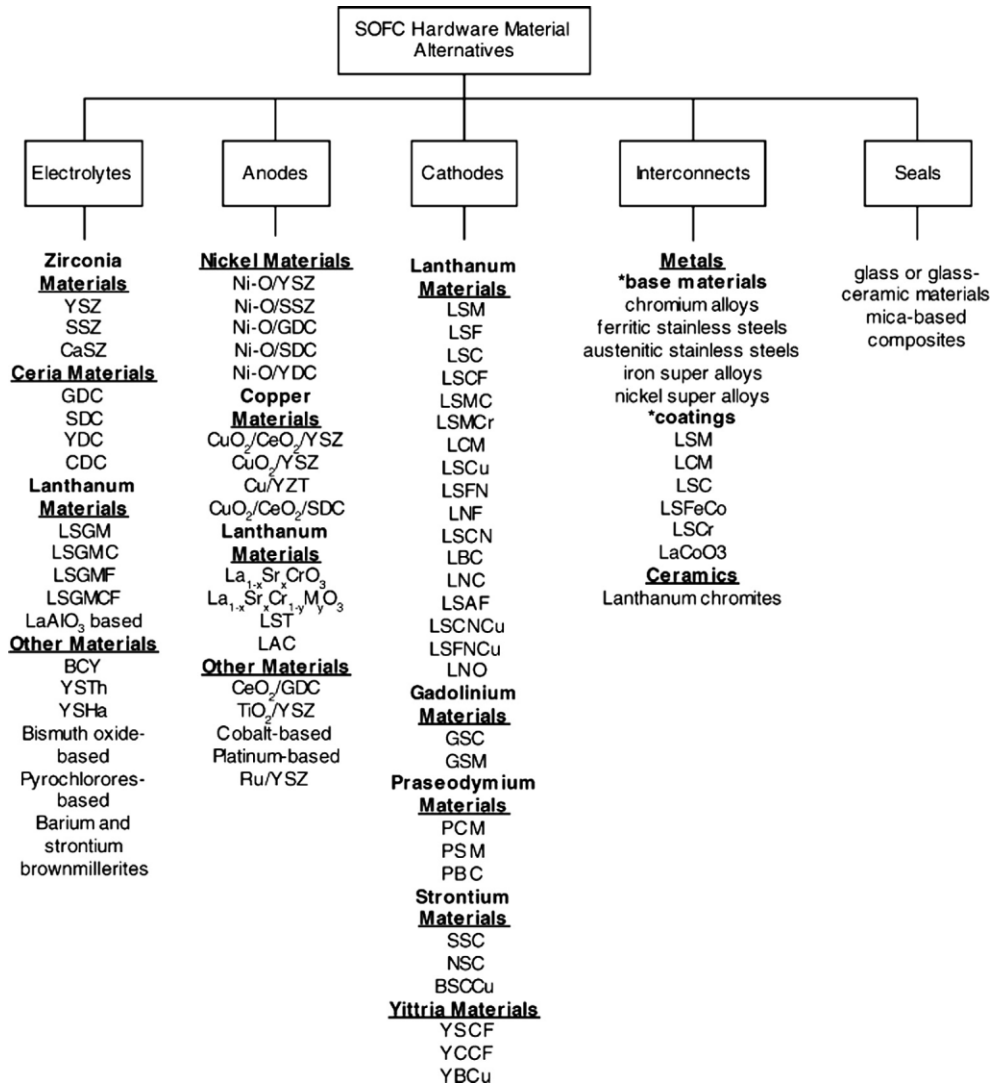 SOFC Hardware Material
Alternatives
Electrolytes
Anodes
Cathodes
Interconnects
Seals
Zirconia
Materials
YSZ
SSZ
CaSZ
Ceria Materials
GDC
SDC
YDC
CDC
Lanthanum
Materials
LSGM
LSGMC
LSGMF
LSGMCF
LaAlO₃ based
Other Materials
BCY
YSTh
YSHa
Bismuth oxide-
based
Pyrochlorores-
based
Barium and
strontium
brownmillerites
Nickel Materials
Ni-O/YSZ
Ni-O/SSZ
Ni-O/GDC
Ni-O/SDC
Ni-O/YDC
Copper
Materials
CuO₂/CeO₂/YSZ
CuO₂/YSZ
Cu/YZT
CuO₂/CeO₂/SDC
Lanthanum
Materials
La₁₋ₓSrₓCrO₃
La₁₋ₓSrₓCr₁₋yMyO₃
LST
LAC
Other Materials
CeO₂/GDC
TiO₂/YSZ
Cobalt-based
Platinum-based
Ru/YSZ
Lanthanum
Materials
LSM
LSF
LSC
LSCF
LSMC
LSMCr
LCM
LSCu
LSFN
LNF
LSCN
LBC
LNC
LSAF
LSCNCu
LSFNCu
LNO
Gadolinium
Materials
GSC
GSM
Praseodymium
Materials
PCM
PSM
PBC
Strontium
Materials
SSC
NSC
BSCCu
Yittria Materials
YSCF
YCCF
YBCu
Metals
*base materials
chromium alloys
ferritic stainless steels
austenitic stainless steels
iron super alloys
nickel super alloys
*coatings
LSM
LCM
LSC
LSFeCo
LSCr
LaCoO3
Ceramics
Lanthanum chromites
glass or glass-
ceramic materials
mica-based
composites